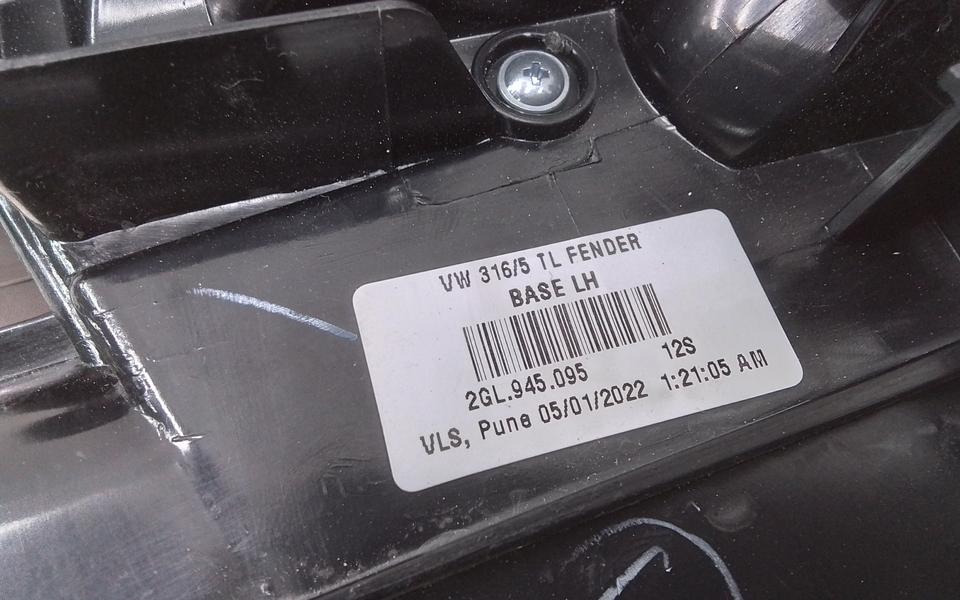 VW 316/5 TL FENDER
BASE LH
2GL.945.095 12S
VLS, Pune 05/01/2022 1:21:05 AM